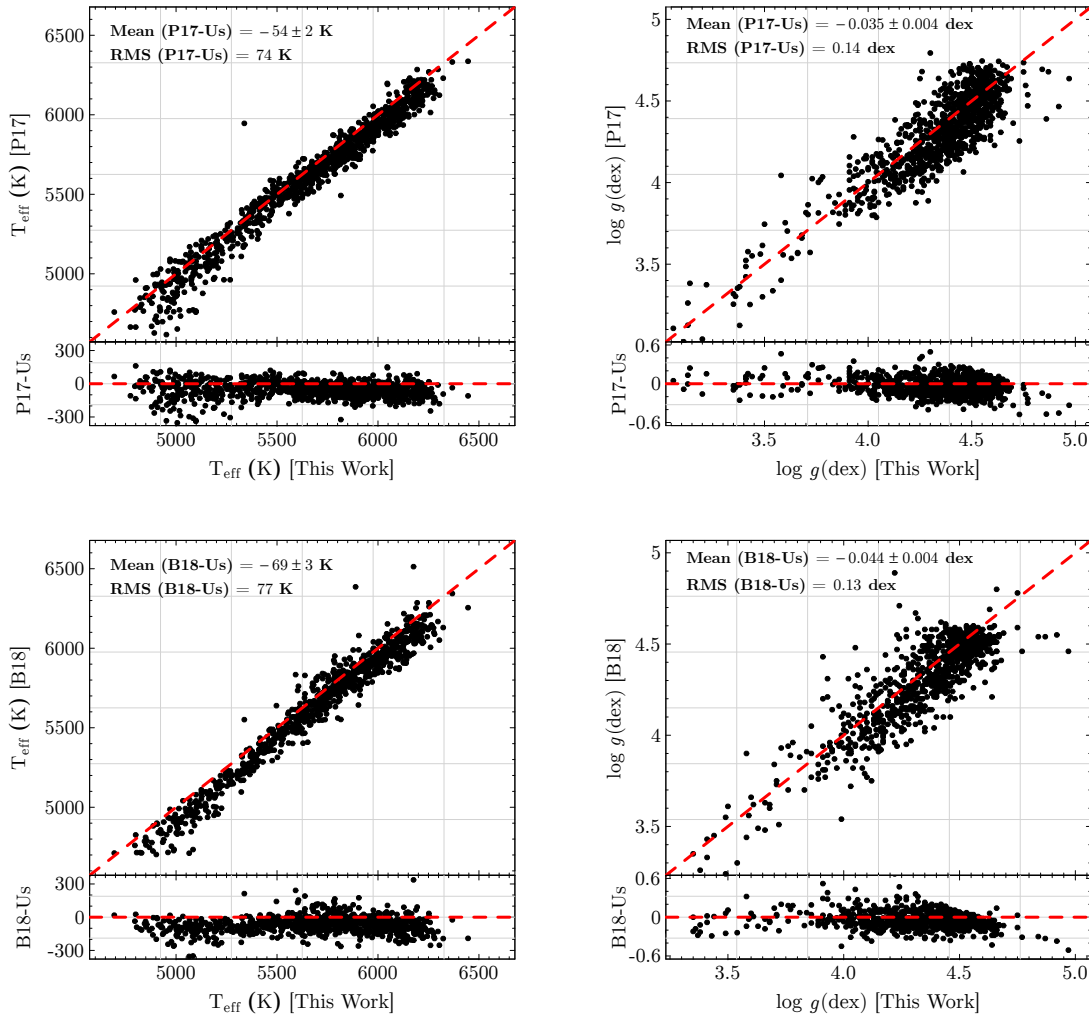 Mean (P17-Us) = −54 ± 2 K
RMS (P17-Us) = 74 K
6500
6000
5500
5000
T_eff (K) [P17]
300
0
-300
P17-Us
5000 5500 6000 6500
T_eff (K) [This Work]
Mean (P17-Us) = −0.035 ± 0.004 dex
RMS (P17-Us) = 0.14 dex
5
4.5
4
3.5
log g(dex) [P17]
0.6
0
-0.6
P17-Us
3.5 4.0 4.5 5.0
log g(dex) [This Work]
Mean (B18-Us) = −69 ± 3 K
RMS (B18-Us) = 77 K
6500
6000
5500
5000
T_eff (K) [B18]
300
0
-300
B18-Us
5000 5500 6000 6500
T_eff (K) [This Work]
Mean (B18-Us) = −0.044 ± 0.004 dex
RMS (B18-Us) = 0.13 dex
5
4.5
4
3.5
log g(dex) [B18]
0.6
0
-0.6
B18-Us
3.5 4.0 4.5 5.0
log g(dex) [This Work]